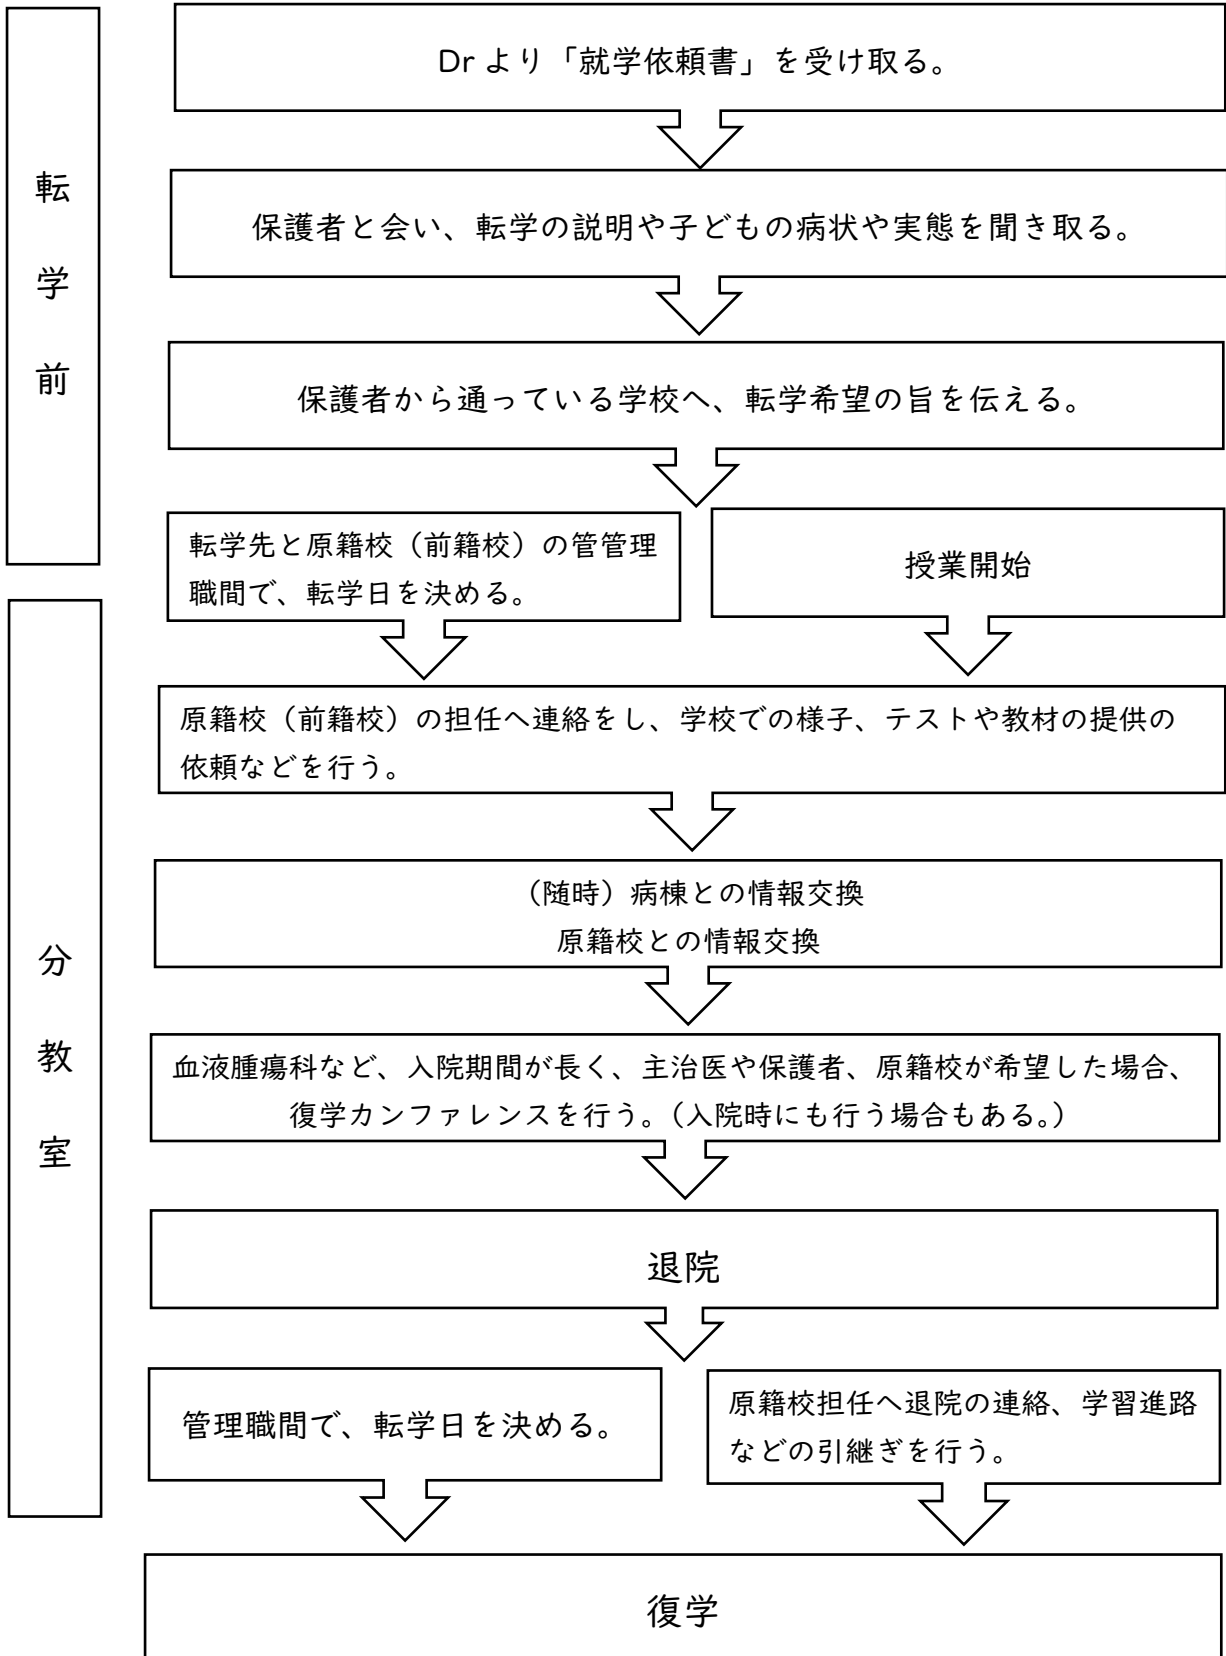 転学前
Dr より「就学依頼書」を受け取る。
保護者と会い、転学の説明や子どもの病状や実態を聞き取る。
保護者から通っている学校へ、転学希望の旨を伝える。
転学先と原籍校（前籍校）の管管理
職間で、転学日を決める。
授業開始
分教室
原籍校（前籍校）の担任へ連絡をし、学校での様子、テストや教材の提供の
依頼などを行う。
（随時）病棟との情報交換
原籍校との情報交換
血液腫瘍科など、入院期間が長く、主治医や保護者、原籍校が希望した場合、
復学カンファレンスを行う。（入院時にも行う場合もある。）
退院
管理職間で、転学日を決める。
原籍校担任へ退院の連絡、学習進路
などの引継ぎを行う。
復学